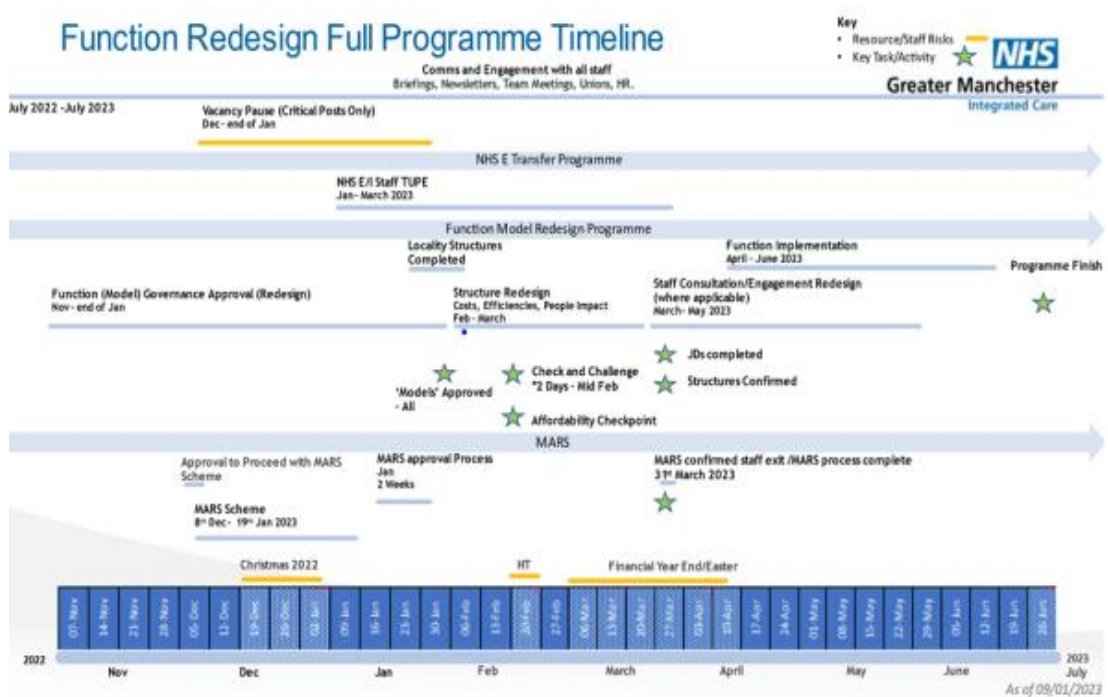 Function Redesign Full Programme Timeline
Key
• Resource/Staff Risks
• Key Task/Activity
NHS
Greater Manchester
Integrated Care
Comms and Engagement with all staff
Briefings, Newsletters, Team Meetings, Unions, HR.
July 2022 -July 2023
Vacancy Pause (Critical Posts Only)
Dec - end of Jan
NHS E Transfer Programme
NHS E/I Staff TUPE
Jan- March 2023
Function Model Redesign Programme
Locality Structures
Completed
Function Implementation
April - June 2023
Programme Finish
Function (Model) Governance Approval (Redesign)
Nov- end of Jan
Structure Redesign
Costs, Efficiencies, People Impact
Feb - March
Staff Consultation/Engagement Redesign
(where applicable)
March- May 2023
JDs completed
Structures Confirmed
'Models' Approved
- All
Check and Challenge
*2 Days - Mid Feb
Affordability Checkpoint
MARS
Approval to Proceed with MARS
Scheme
MARS approval Process
Jan
2 Weeks
MARS confirmed staff exit /MARS process complete
31st March 2023
MARS Scheme
8th Dec - 19th Jan 2023
Christmas 2022
HT
Financial Year End/Easter
07-Nov
14-Nov
21-Nov
28-Nov
05-Dec
12-Dec
19-Dec
26-Dec
02-Jan
09-Jan
16-Jan
23-Jan
30-Jan
06-Feb
13-Feb
20-Feb
27-Feb
06-Mar
13-Mar
20-Mar
27-Mar
03-Apr
10-Apr
17-Apr
24-Apr
01-May
08-May
15-May
22-May
29-May
05-Jun
12-Jun
19-Jun
26-Jun
2022
Nov
Dec
Jan
Feb
March
April
May
June
2023
July
As of 09/01/2023